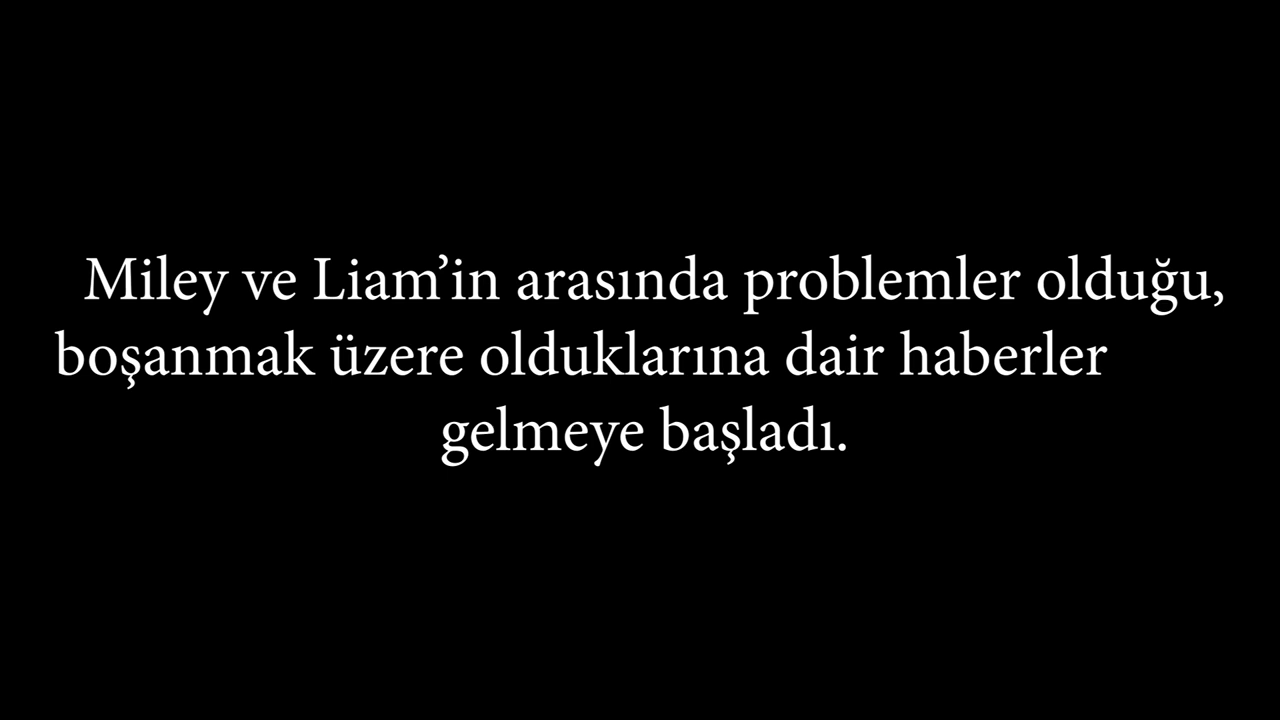 Miley ve Liam’in arasında problemler olduğu,
boşanmak üzere olduklarına dair haberler
gelmeye başladı.